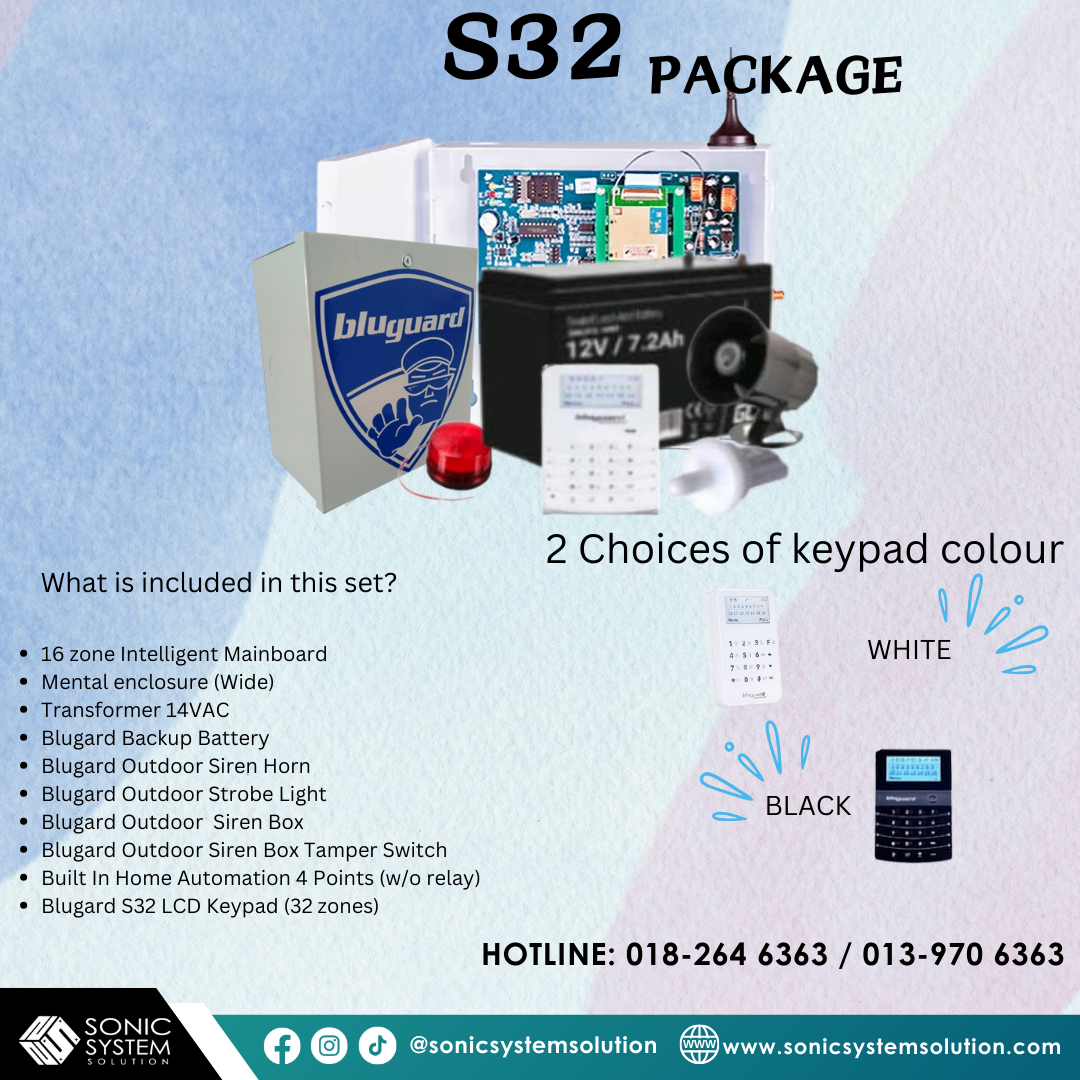 S32 PACKAGE
bluguard
12V / 7.2Ah
2 Choices of keypad colour
What is included in this set?
WHITE
16 zone Intelligent Mainboard
Mental enclosure (Wide)
Transformer 14VAC
Blugard Backup Battery
Blugard Outdoor Siren Horn
Blugard Outdoor Strobe Light
Blugard Outdoor  Siren Box
Blugard Outdoor Siren Box Tamper Switch
Built In Home Automation 4 Points (w/o relay)
Blugard S32 LCD Keypad (32 zones)
bluguard
BLACK
bluguard
HOTLINE: 018-264 6363 / 013-970 6363
SONIC
SYSTEM
SOLUTION
@sonicsystemsolution
www.sonicsystemsolution.com